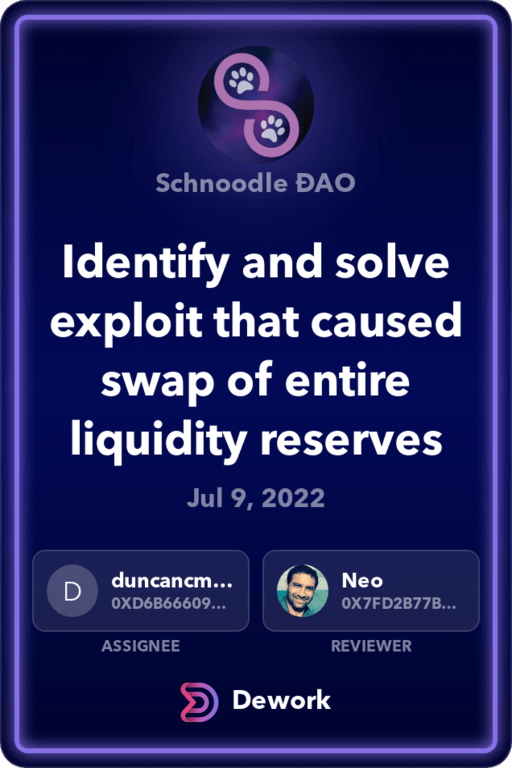 Schnoodle ĐAO
Identify and solve
exploit that caused
swap of entire
liquidity reserves
Jul 9, 2022
D
duncancm...
0XD6B66609...
Neo
0X7FD2B77B...
ASSIGNEE
REVIEWER
Dework